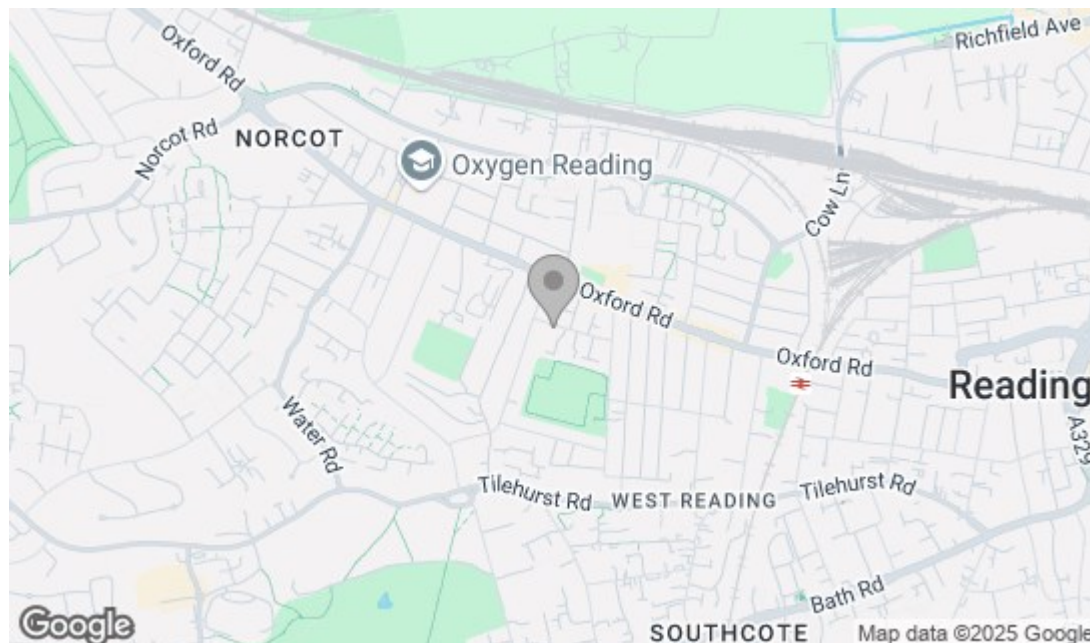 Oxford Rd
Richfield Ave
Norcot Rd
NORCOT
Oxygen Reading
Cow Ln
Oxford Rd
Oxford Rd
Reading
A329
Water Rd
Tilehurst Rd
WEST READING
Tilehurst Rd
Bath Rd
SOUTHCOTE
Google
Map data ©2025 Google